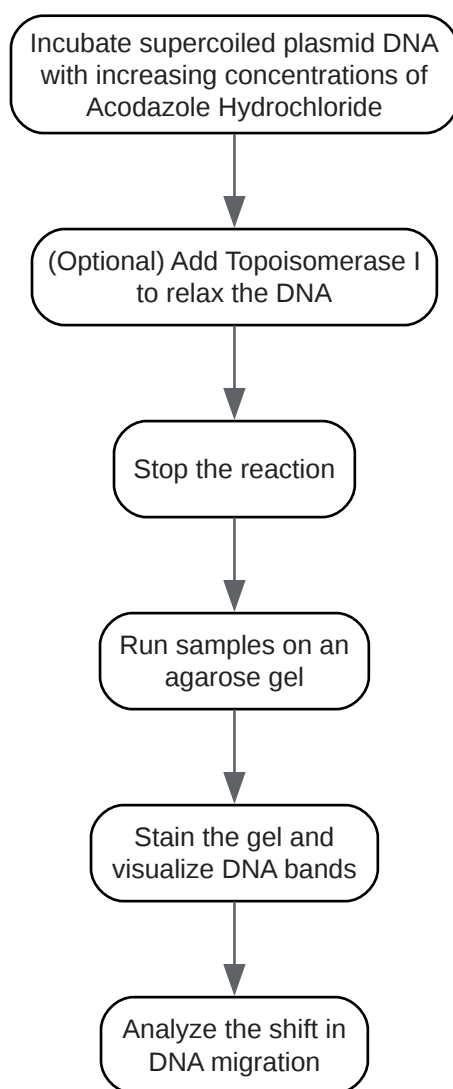 Incubate supercoiled plasmid DNA
with increasing concentrations of
Acodazole Hydrochloride
(Optional) Add Topoisomerase I
to relax the DNA
Stop the reaction
Run samples on an
agarose gel
Stain the gel and
visualize DNA bands
Analyze the shift in
DNA migration